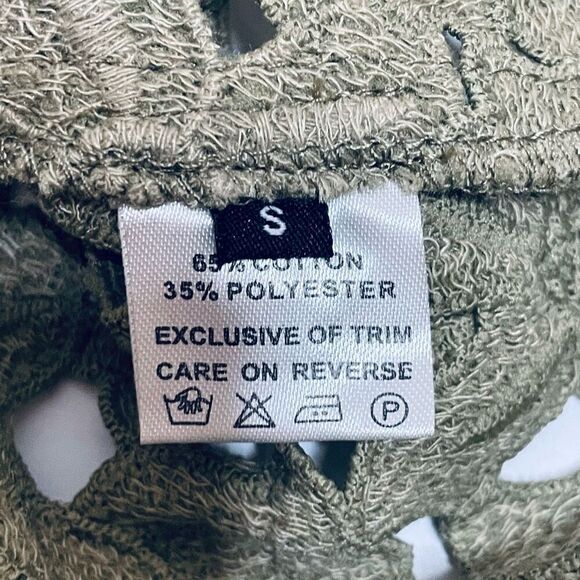 S
65% COTTON
35% POLYESTER
EXCLUSIVE OF TRIM
CARE ON REVERSE
P